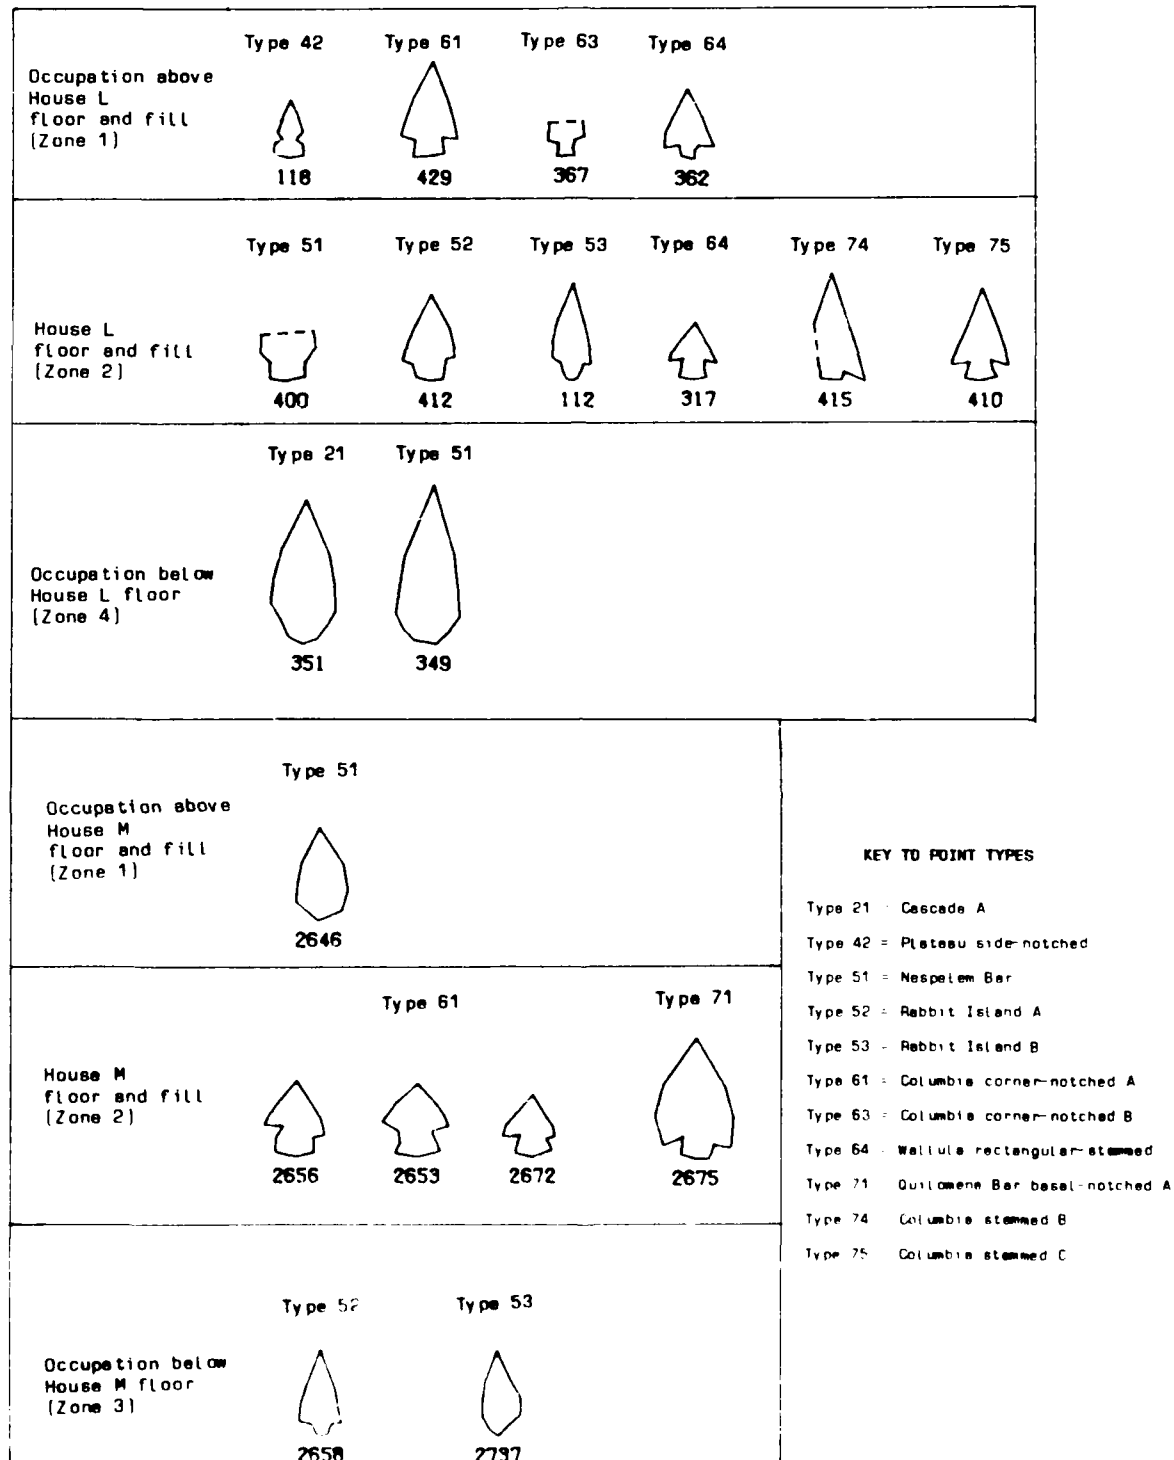 Type 42 Type 61 Type 63 Type 64
Occupation above
House L
floor and fill
(Zone 1)
118 429 367 362
Type 51 Type 52 Type 53 Type 64 Type 74 Type 75
House L
floor and fill
(Zone 2)
400 412 112 317 415 410
Type 21 Type 51
Occupation below
House L floor
(Zone 4)
351 349
Type 51
Occupation above
House M
floor and fill
(Zone 1)
2646
Type 61 Type 71
House M
floor and fill
(Zone 2)
2656 2653 2672 2675
Type 52 Type 53
Occupation below
House M floor
(Zone 3)
2658 2737
KEY TO POINT TYPES
Type 21 - Cascade A
Type 42 = Plateau side-notched
Type 51 = Nespelem Bar
Type 52 = Rabbit Island A
Type 53 - Rabbit Island B
Type 61 = Columbia corner-notched A
Type 63 = Columbia corner-notched B
Type 64 - Wallula rectangular-stemmed
Type 71 Quilomene Bar basal-notched A
Type 74 Columbia stemmed B
Type 75 Columbia stemmed C